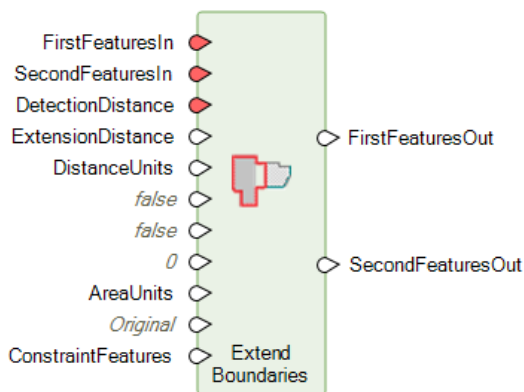 FirstFeaturesIn
SecondFeaturesIn
DetectionDistance
ExtensionDistance
DistanceUnits
false
false
0
AreaUnits
Original
ConstraintFeatures
Extend
Boundaries
FirstFeaturesOut
SecondFeaturesOut